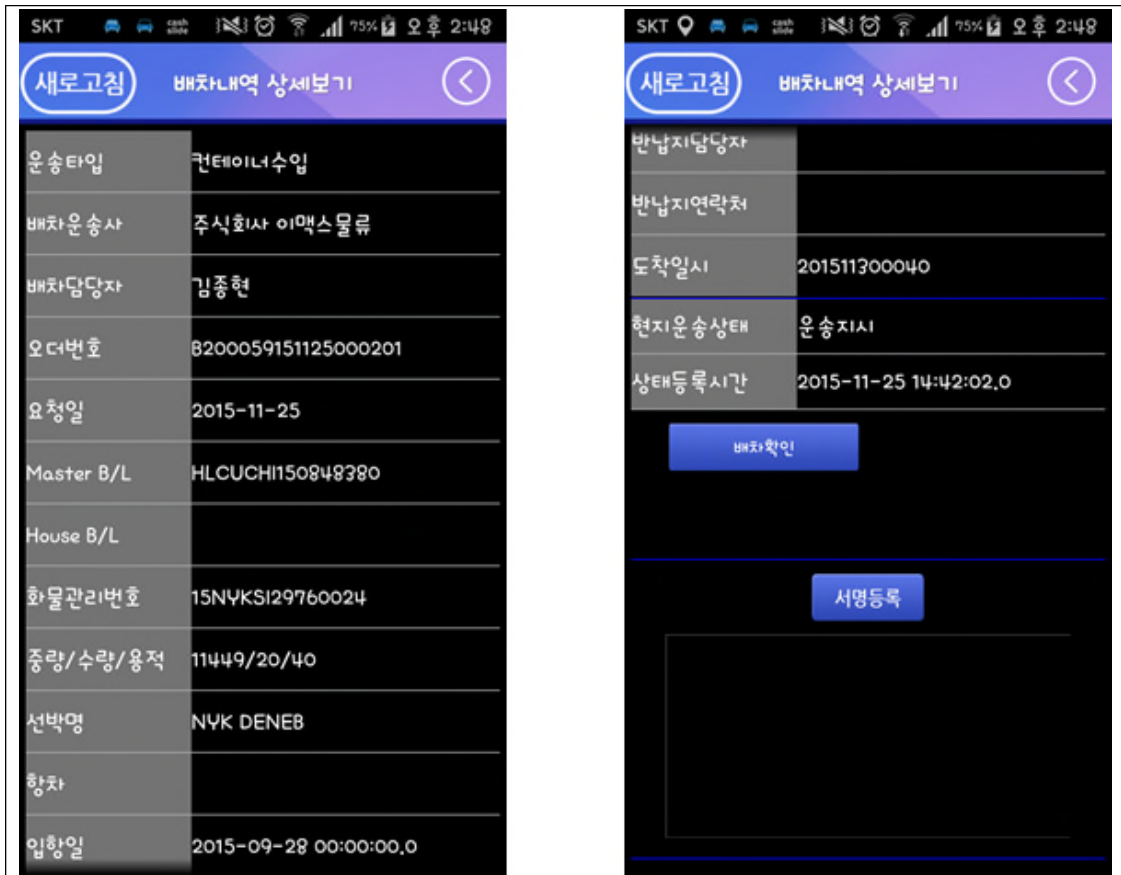 SKT cash slide 75% 오후 2:48
새로고침 배차내역 상세보기
운송타입 컨테이너수입
배차운송사 주식회사 이맥스물류
배차담당자 김종현
오더번호 8200059151125000201
요청일 2015-11-25
Master B/L HLCUCHI150848380
House B/L
화물관리번호 15NYKSI29760024
중량/수량/용적 11449/20/40
선박명 NYK DENEB
항차
입항일 2015-09-28 00:00:00.0
SKT cash slide 75% 오후 2:48
새로고침 배차내역 상세보기
반납지담당자
반납지연락처
도착일시 201511300040
현지운송상태 운송지시
상태등록시간 2015-11-25 14:42:02.0
배차확인
서명등록